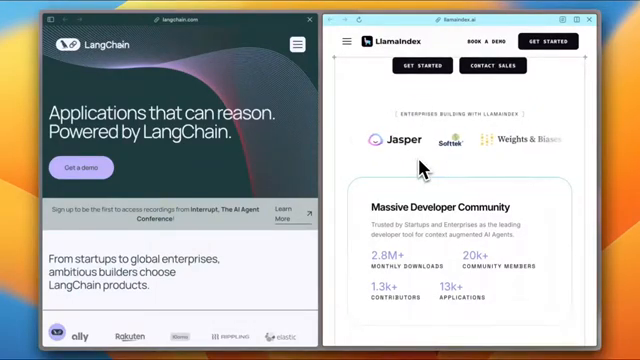 langchain.com
LangChain
Applications that can reason.
Powered by LangChain.
Get a demo
Sign up to be the first to access recordings from Interrupt, The AI Agent
Conference!
Learn
More
From startups to global enterprises,
ambitious builders choose
LangChain products.
ally
Rakuten
RIPPLING
elastic
llamaindex.ai
LlamaIndex
BOOK A DEMO
GET STARTED
GET STARTED
CONTACT SALES
[ ENTERPRISES BUILDING WITH LLAMAINDEX ]
Jasper
Softtek
Weights & Biases
Massive Developer Community
Trusted by Startups and Enterprises as the leading
developer tool for context augmented AI Agents.
2.8M+
MONTHLY DOWNLOADS
20k+
COMMUNITY MEMBERS
1.3k+
CONTRIBUTORS
13k+
APPLICATIONS